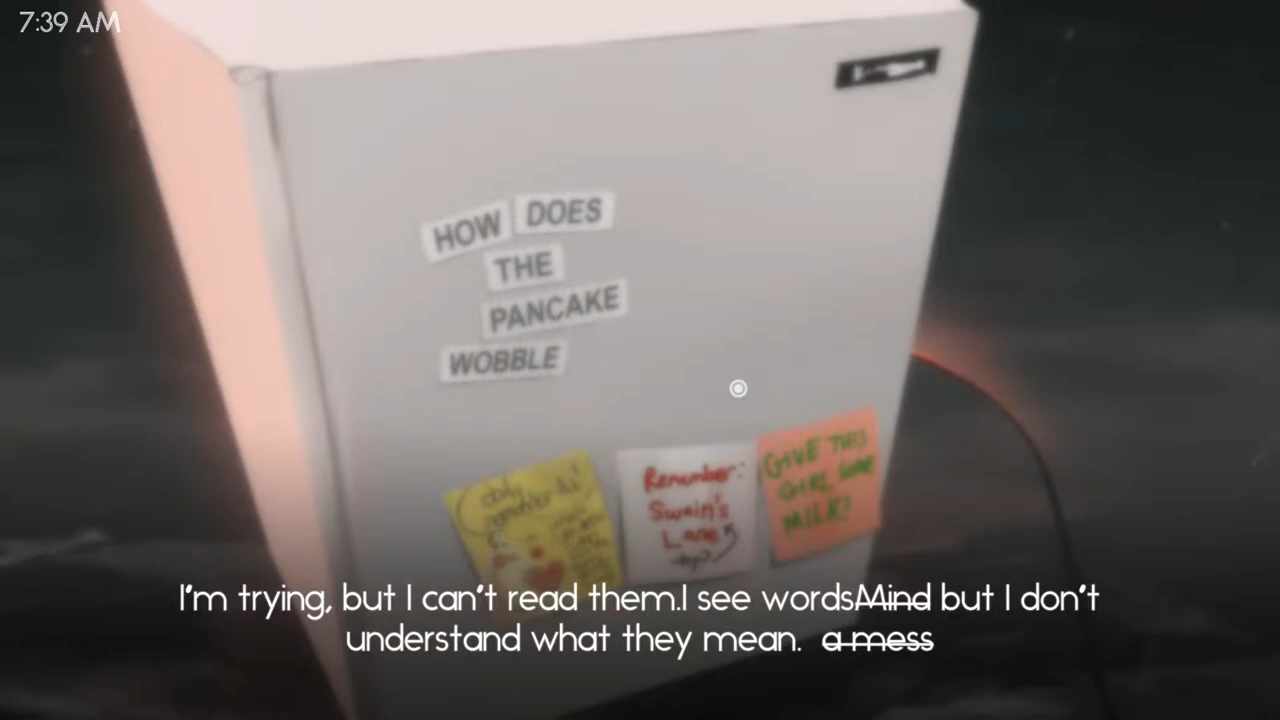 7:39 AM
HOW DOES
THE
PANCAKE
WOBBLE
Remember:
Swain's
Lane
GIVE THIS
GIRL SOME
MILK!
I'm trying, but I can't read them.I see wordsMind but I don't
understand what they mean. a mess